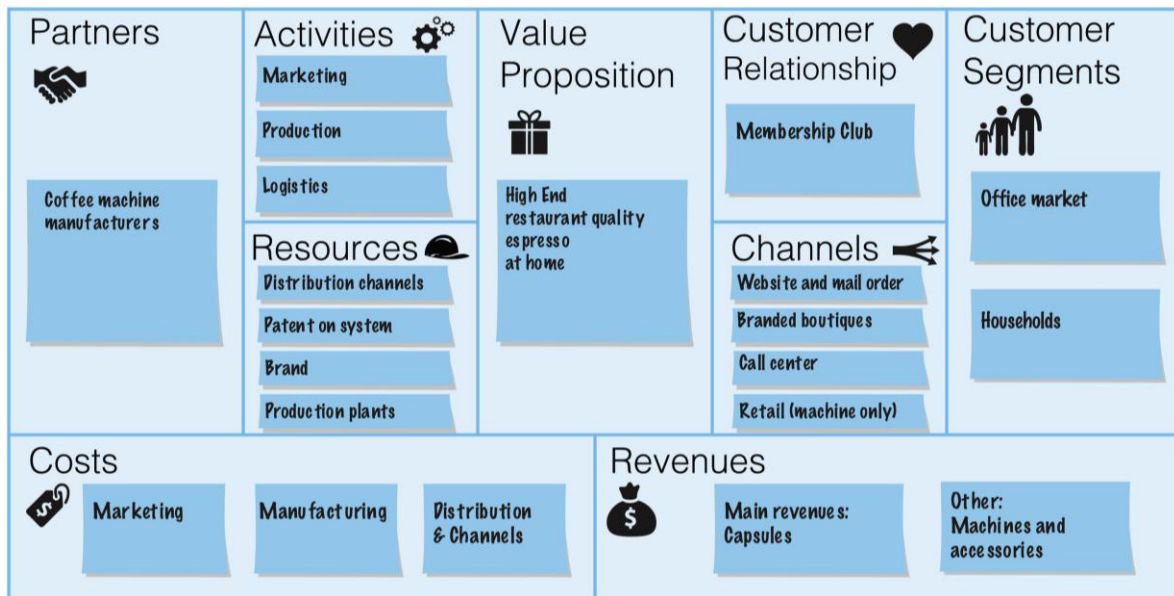 Partners
Coffee machine
manufacturers
Activities
Marketing
Production
Logistics
Resources
Distribution channels
Patent on system
Brand
Production plants
Value
Proposition
High End
restaurant quality
espresso
at home
Customer
Relationship
Membership Club
Channels
Website and mail order
Branded boutiques
Call center
Retail (machine only)
Customer
Segments
Office market
Households
Costs
$
Marketing
Manufacturing
Distribution
& Channels
Revenues
$
Main revenues:
Capsules
Other:
Machines and
accessories